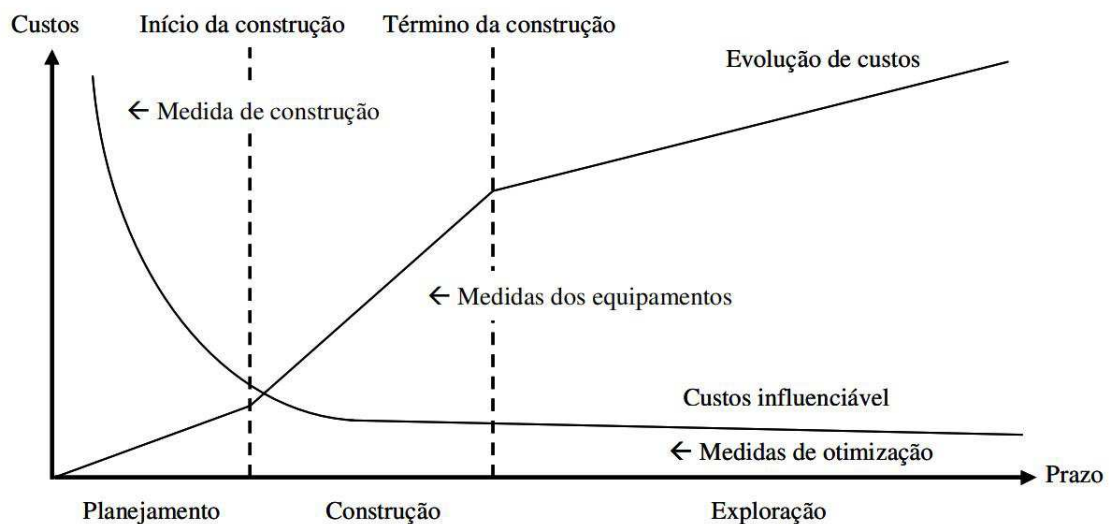 Custos
Início da construção
Término da construção
Evolução de custos
← Medida de construção
← Medidas dos equipamentos
Custos influenciável
← Medidas de otimização
Prazo
Planejamento
Construção
Exploração